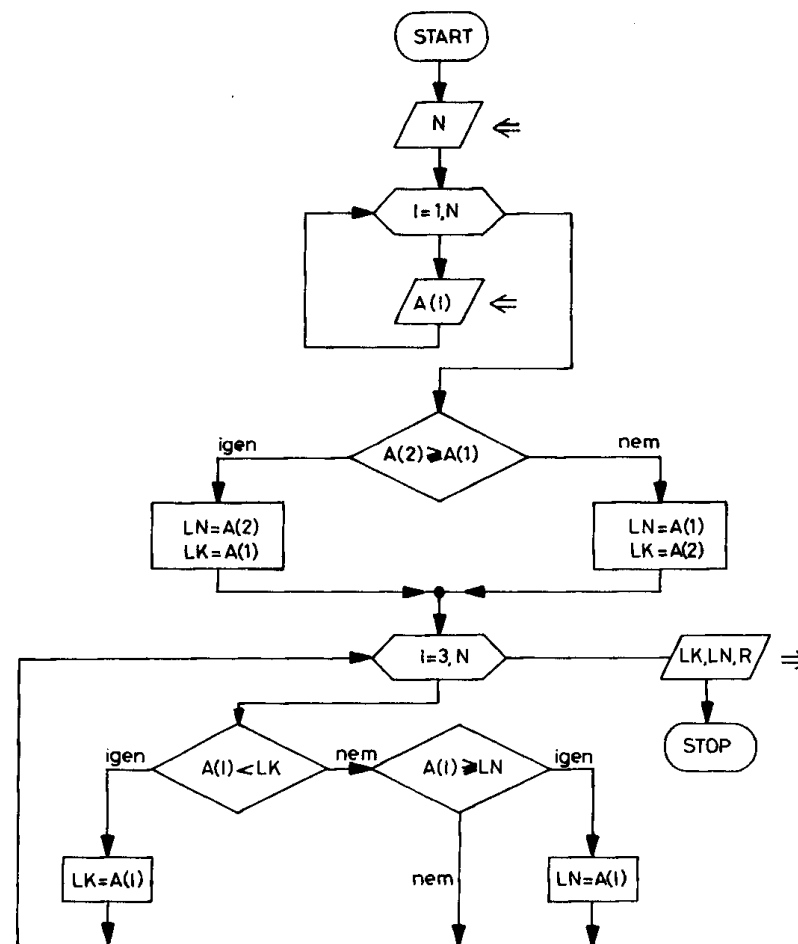 START
N
I=1,N
A(I)
A(2)⩾A(1)
igen
nem
LN=A(2)
LK=A(1)
LN=A(1)
LK=A(2)
I=3,N
LK,LN,R
STOP
igen
A(I)<LK
nem
A(I)⩾LN
igen
LK=A(I)
nem
LN=A(I)